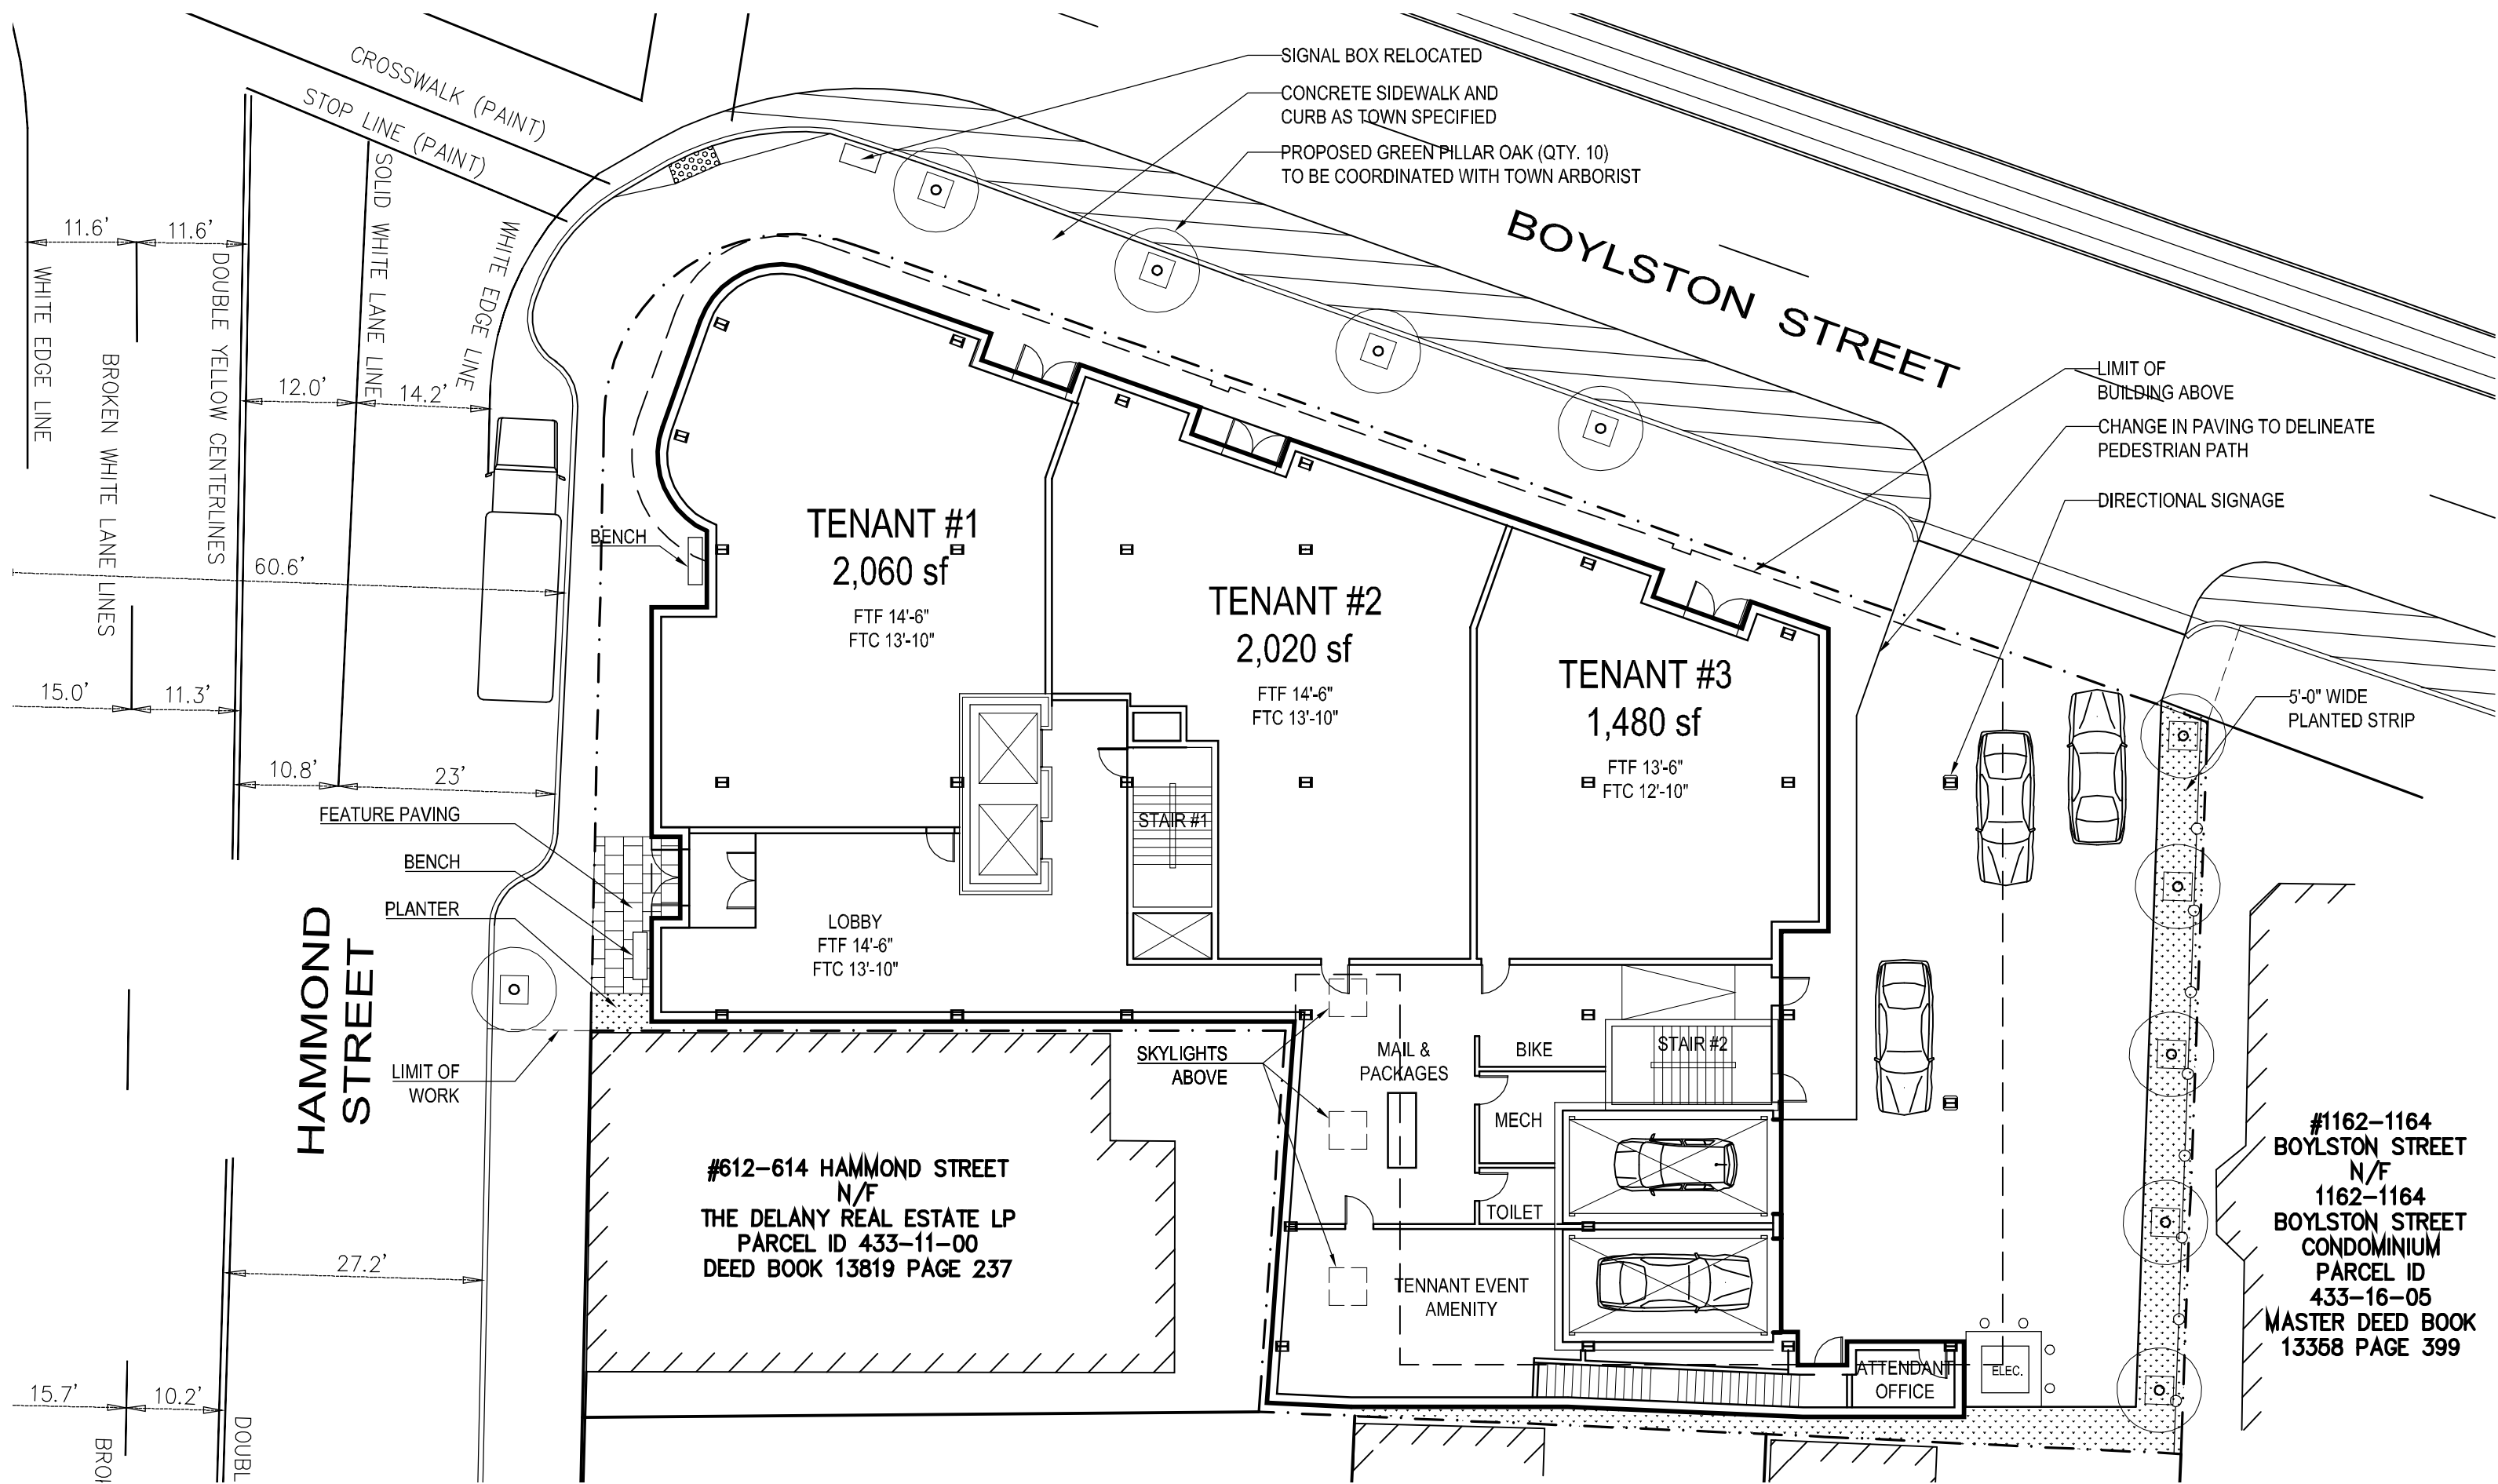 CROSSWALK (PAINT)
STOP LINE (PAINT)
SIGNAL BOX RELOCATED
CONCRETE SIDEWALK AND
CURB AS TOWN SPECIFIED
PROPOSED GREEN PILLAR OAK (QTY. 10)
TO BE COORDINATED WITH TOWN ARBORIST
BOYLSTON STREET
11.6'
11.6'
WHITE EDGE LINE
BROKEN WHITE LANE LINES
DOUBLE YELLOW CENTERLINES
SOLID WHITE LANE LINE
WHITE EDGE LINE
12.0'
14.2'
LIMIT OF
BUILDING ABOVE
CHANGE IN PAVING TO DELINEATE
PEDESTRIAN PATH
DIRECTIONAL SIGNAGE
BENCH
60.6'
TENANT #1
2,060 sf
FTF 14'-6"
FTC 13'-10"
TENANT #2
2,020 sf
FTF 14'-6"
FTC 13'-10"
TENANT #3
1,480 sf
FTF 13'-6"
FTC 12'-10"
5'-0" WIDE
PLANTED STRIP
15.0'
11.3'
10.8'
23'
FEATURE PAVING
BENCH
PLANTER
STAIR #1
LOBBY
FTF 14'-6"
FTC 13'-10"
HAMMOND
STREET
LIMIT OF
WORK
SKYLIGHTS
ABOVE
MAIL &
PACKAGES
BIKE
STAIR #2
MECH
TOILET
TENNANT EVENT
AMENITY
#612-614 HAMMOND STREET
N/F
THE DELANY REAL ESTATE LP
PARCEL ID 433-11-00
DEED BOOK 13819 PAGE 237
#1162-1164
BOYLSTON STREET
N/F
1162-1164
BOYLSTON STREET
CONDOMINIUM
PARCEL ID
433-16-05
MASTER DEED BOOK
13358 PAGE 399
27.2'
ATTENDANT
OFFICE
ELEC.
15.7'
10.2'
DOUBL
BROK